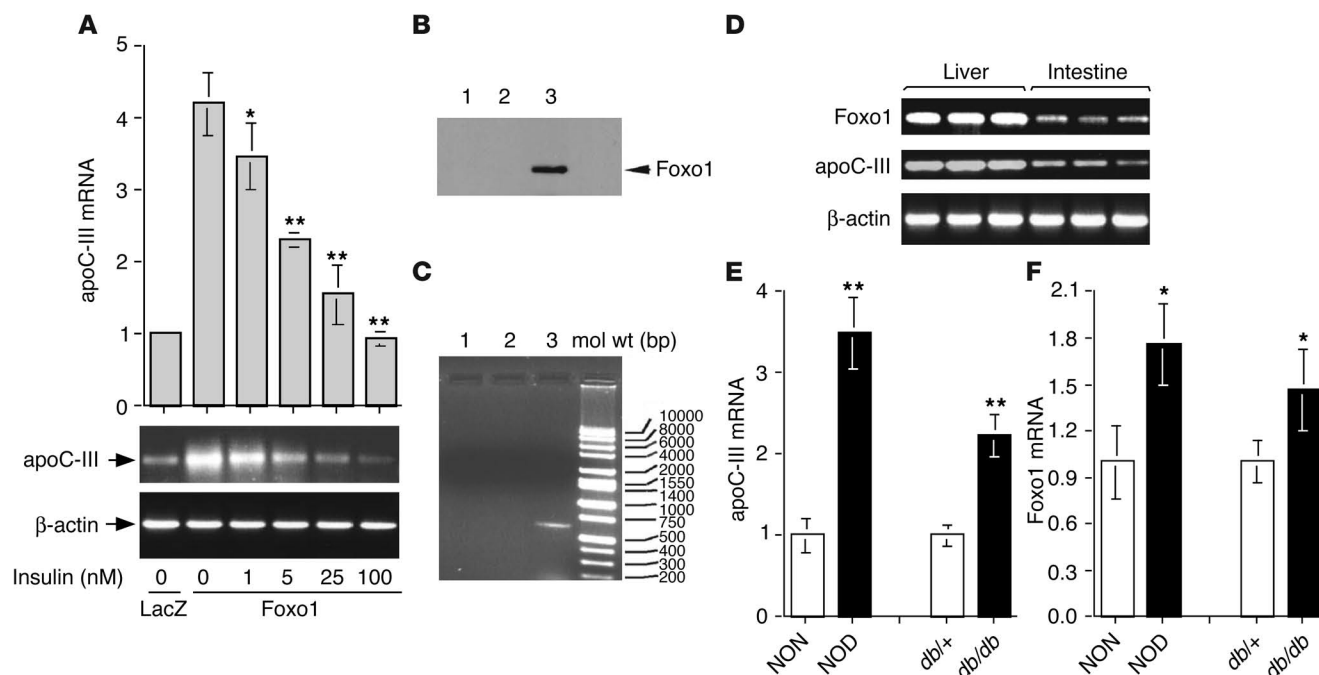 A
5
4
3
2
1
0
apoC-III mRNA
*
**
**
**
apoC-III
β-actin
Insulin (nM) 0 0 1 5 25 100
LacZ Foxo1
B
1 2 3
Foxo1
C
1 2 3 mol wt (bp)
10000
8000
6000
4000
2000
1550
1400
1000
750
500
400
300
200
D
Liver Intestine
Foxo1
apoC-III
β-actin
E
4
3
2
1
0
apoC-III mRNA
**
**
NON NOD db/+ db/db
F
2.1
1.8
1.5
1.2
0.9
0.6
0.3
0.0
Foxo1 mRNA
*
*
NON NOD db/+ db/db